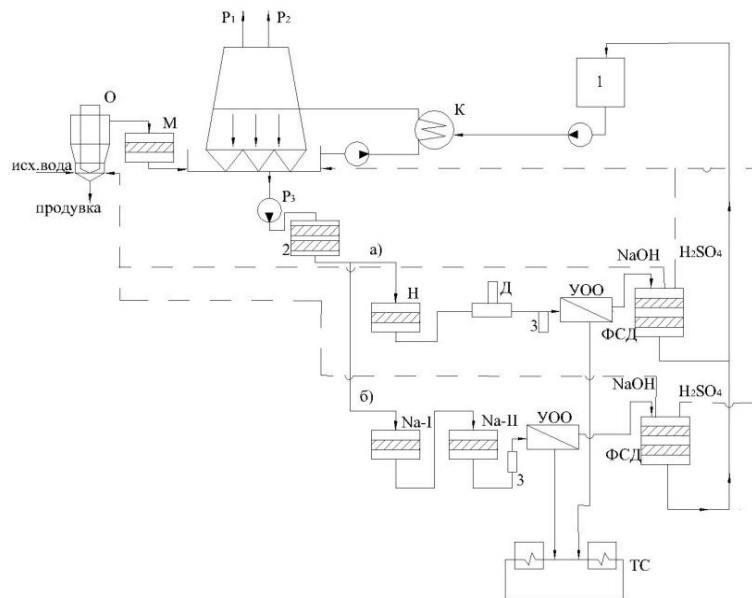 P₁ P₂
О
М
К
1
исх.вода
продувка
P₃
2
а)
Н
Д
3
УОО
NaOH
H₂SO₄
ФСД
б)
Na-I
Na-II
3
УОО
NaOH
H₂SO₄
ФСД
ТС